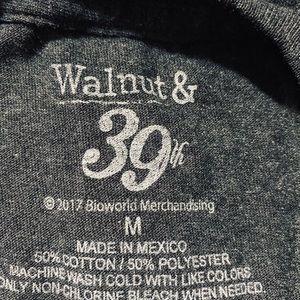 Walnut &
39th
©2017 Bioworld Merchandising
M
MADE IN MEXICO
50% COTTON / 50% POLYESTER
MACHINE WASH COLD WITH LIKE COLORS
ONLY NON-CHLORINE BLEACH WHEN NEEDED.